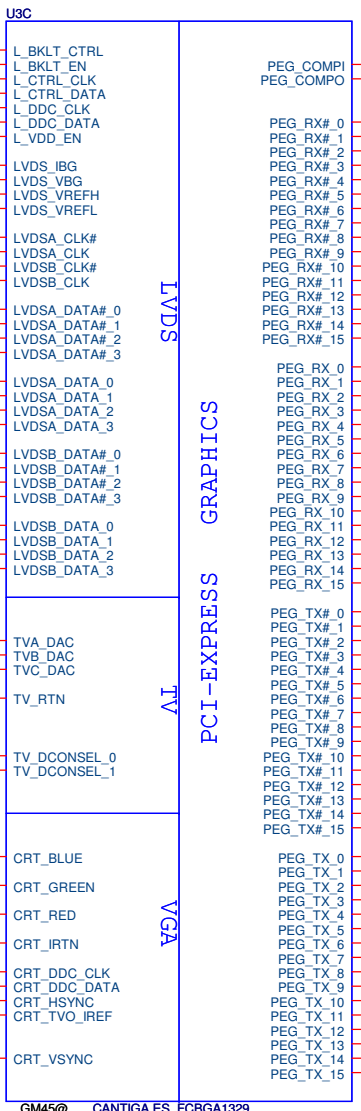 U3C
L_BKLT_CTRL
L_BKLT_EN
L_CTRL_CLK
L_CTRL_DATA
L_DDC_CLK
L_DDC_DATA
L_VDD_EN
LVDS_IBG
LVDS_VBG
LVDS_VREFH
LVDS_VREFL
LVDSA_CLK#
LVDSA_CLK
LVDSB_CLK#
LVDSB_CLK
LVDSA_DATA#_0
LVDSA_DATA#_1
LVDSA_DATA#_2
LVDSA_DATA#_3
LVDSA_DATA_0
LVDSA_DATA_1
LVDSA_DATA_2
LVDSA_DATA_3
LVDSB_DATA#_0
LVDSB_DATA#_1
LVDSB_DATA#_2
LVDSB_DATA#_3
LVDSB_DATA_0
LVDSB_DATA_1
LVDSB_DATA_2
LVDSB_DATA_3
LVDS
TVA_DAC
TVB_DAC
TVC_DAC
TV_RTN
TV_DCONSEL_0
TV_DCONSEL_1
TV
CRT_BLUE
CRT_GREEN
CRT_RED
CRT_IRTN
CRT_DDC_CLK
CRT_DDC_DATA
CRT_HSYNC
CRT_TVO_IREF
CRT_VSYNC
VGA
PCI-EXPRESS GRAPHICS
PEG_COMPI
PEG_COMPO
PEG_RX#_0
PEG_RX#_1
PEG_RX#_2
PEG_RX#_3
PEG_RX#_4
PEG_RX#_5
PEG_RX#_6
PEG_RX#_7
PEG_RX#_8
PEG_RX#_9
PEG_RX#_10
PEG_RX#_11
PEG_RX#_12
PEG_RX#_13
PEG_RX#_14
PEG_RX#_15
PEG_RX_0
PEG_RX_1
PEG_RX_2
PEG_RX_3
PEG_RX_4
PEG_RX_5
PEG_RX_6
PEG_RX_7
PEG_RX_8
PEG_RX_9
PEG_RX_10
PEG_RX_11
PEG_RX_12
PEG_RX_13
PEG_RX_14
PEG_RX_15
PEG_TX#_0
PEG_TX#_1
PEG_TX#_2
PEG_TX#_3
PEG_TX#_4
PEG_TX#_5
PEG_TX#_6
PEG_TX#_7
PEG_TX#_8
PEG_TX#_9
PEG_TX#_10
PEG_TX#_11
PEG_TX#_12
PEG_TX#_13
PEG_TX#_14
PEG_TX#_15
PEG_TX_0
PEG_TX_1
PEG_TX_2
PEG_TX_3
PEG_TX_4
PEG_TX_5
PEG_TX_6
PEG_TX_7
PEG_TX_8
PEG_TX_9
PEG_TX_10
PEG_TX_11
PEG_TX_12
PEG_TX_13
PEG_TX_14
PEG_TX_15
GM45@ CANTIGA ES_FCBGA1329